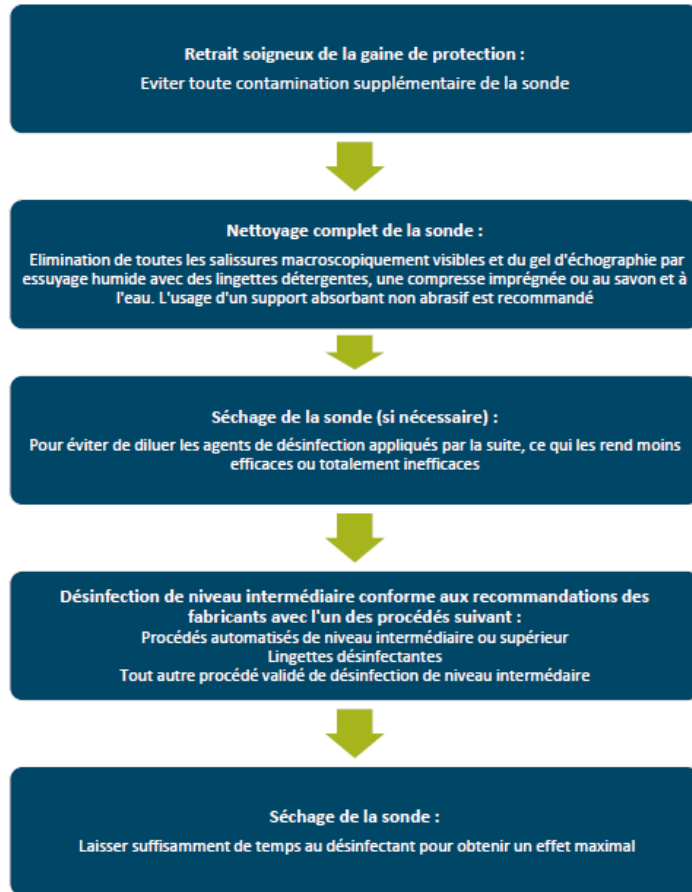 Retrait soigneux de la gaine de protection :
Eviter toute contamination supplémentaire de la sonde
Nettoyage complet de la sonde :
Elimination de toutes les salissures macroscopiquement visibles et du gel d'échographie par
essuyage humide avec des lingettes détergentes, une compresse imprégnée ou au savon et à
l'eau. L'usage d'un support absorbant non abrasif est recommandé
Séchage de la sonde (si nécessaire) :
Pour éviter de diluer les agents de désinfection appliqués par la suite, ce qui les rend moins
efficaces ou totalement inefficaces
Désinfection de niveau intermédiaire conforme aux recommandations des
fabricants avec l'un des procédés suivant :
Procédés automatisés de niveau intermédiaire ou supérieur
Lingettes désinfectantes
Tout autre procédé validé de désinfection de niveau intermédaire
Séchage de la sonde :
Laisser suffisamment de temps au désinfectant pour obtenir un effet maximal